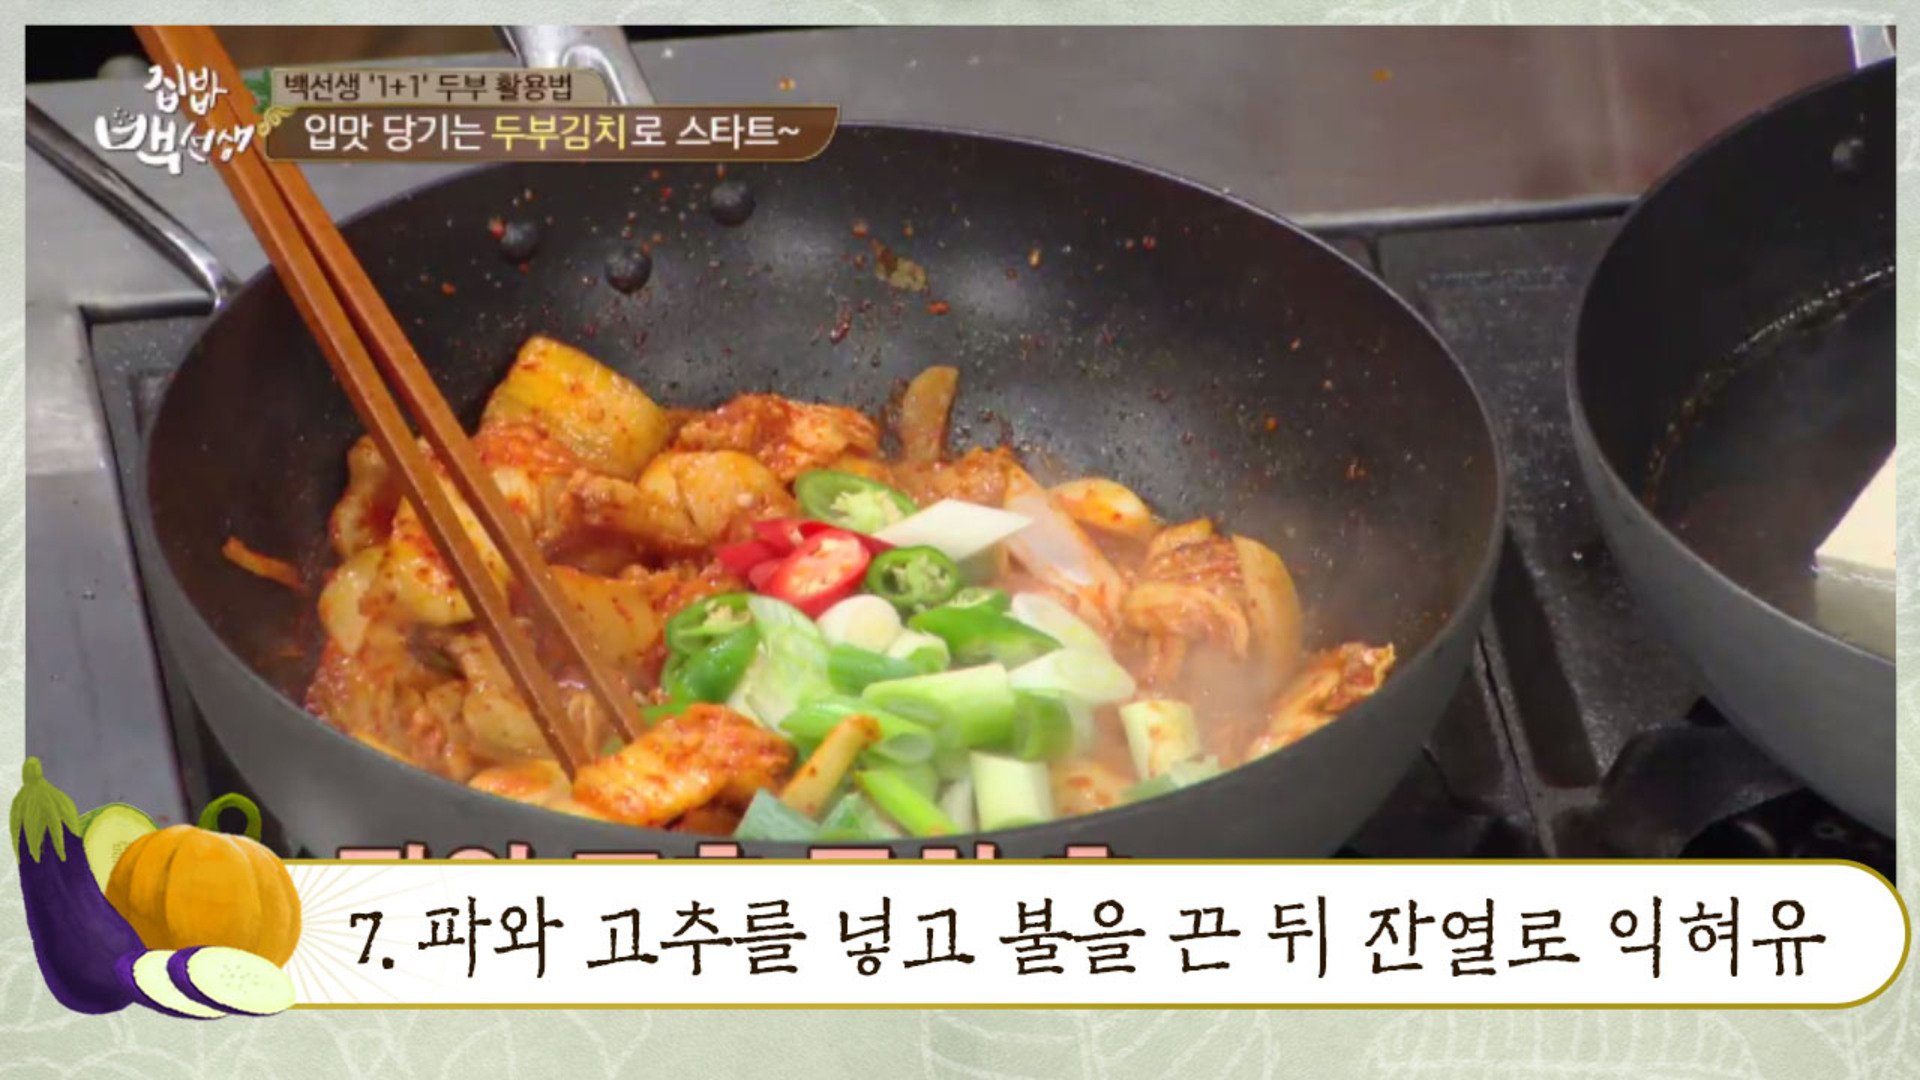 집밥
백선생
백선생 '1+1' 두부 활용법
입맛 당기는 두부김치로 스타트~
7. 파와 고추를 넣고 불을 끈 뒤 잔열로 익혀유